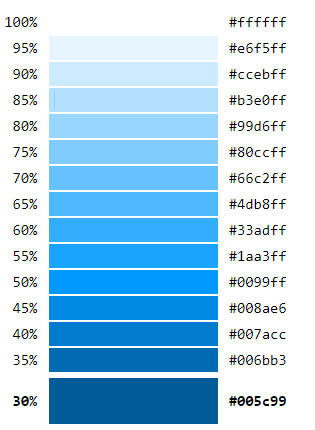 100% #ffffff
95% #e6f5ff
90% #ccebff
85% #b3e0ff
80% #99d6ff
75% #80ccff
70% #66c2ff
65% #4db8ff
60% #33adff
55% #1aa3ff
50% #0099ff
45% #008ae6
40% #007acc
35% #006bb3
30% #005c99